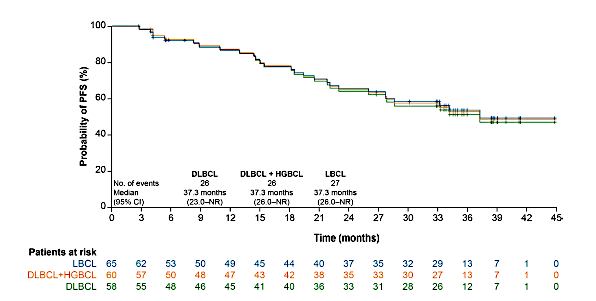 100
80
60
40
20
0
Probability of PFS (%)
DLBCL DLBCL + HGBCL LBCL
No. of events 26 26 27
Median 37.3 months 37.3 months 37.3 months
(95% CI) (23.0–NR) (26.0–NR) (26.0–NR)
0 3 6 9 12 15 18 21 24 27 30 33 36 39 42 45
Time (months)
Patients at risk
LBCL 65 62 53 50 49 45 44 40 37 35 33 32 29 13 7 1 0
DLBCL+HGBCL 60 57 50 48 47 43 42 38 35 33 30 27 13 7 1 0
DLBCL 58 55 48 46 45 41 40 36 33 31 28 26 12 7 1 0